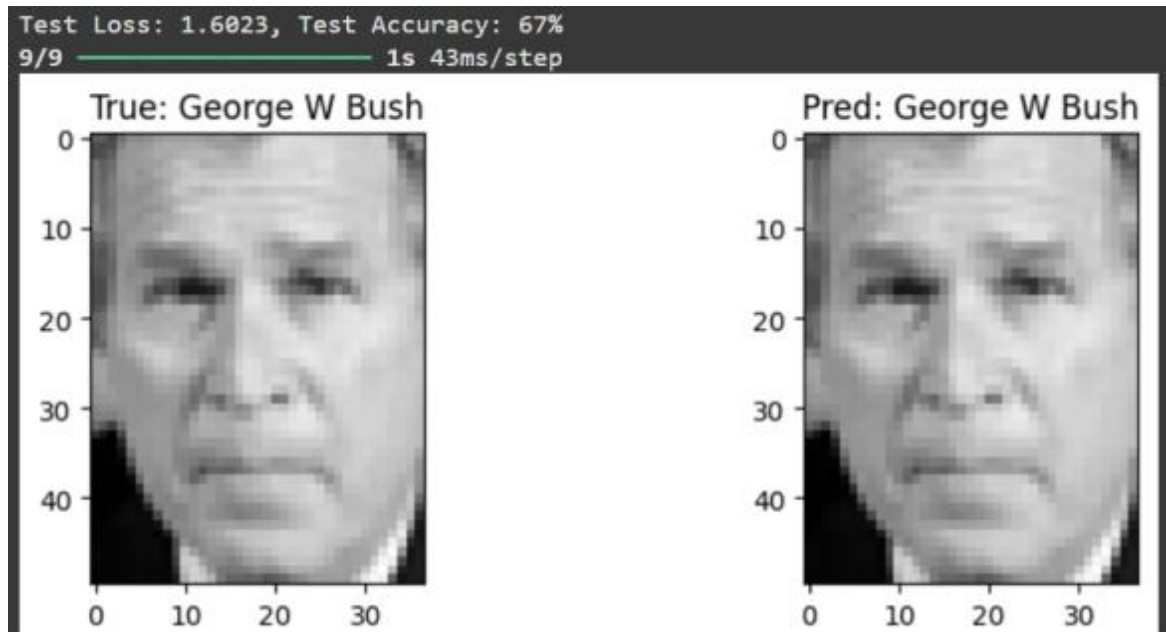 Test Loss: 1.6023, Test Accuracy: 67%
9/9 ━━━━━━━━━━━━━━━━━━━━ 1s 43ms/step
True: George W Bush
Pred: George W Bush
0
10
20
30
40
0 10 20 30
0
10
20
30
40
0 10 20 30